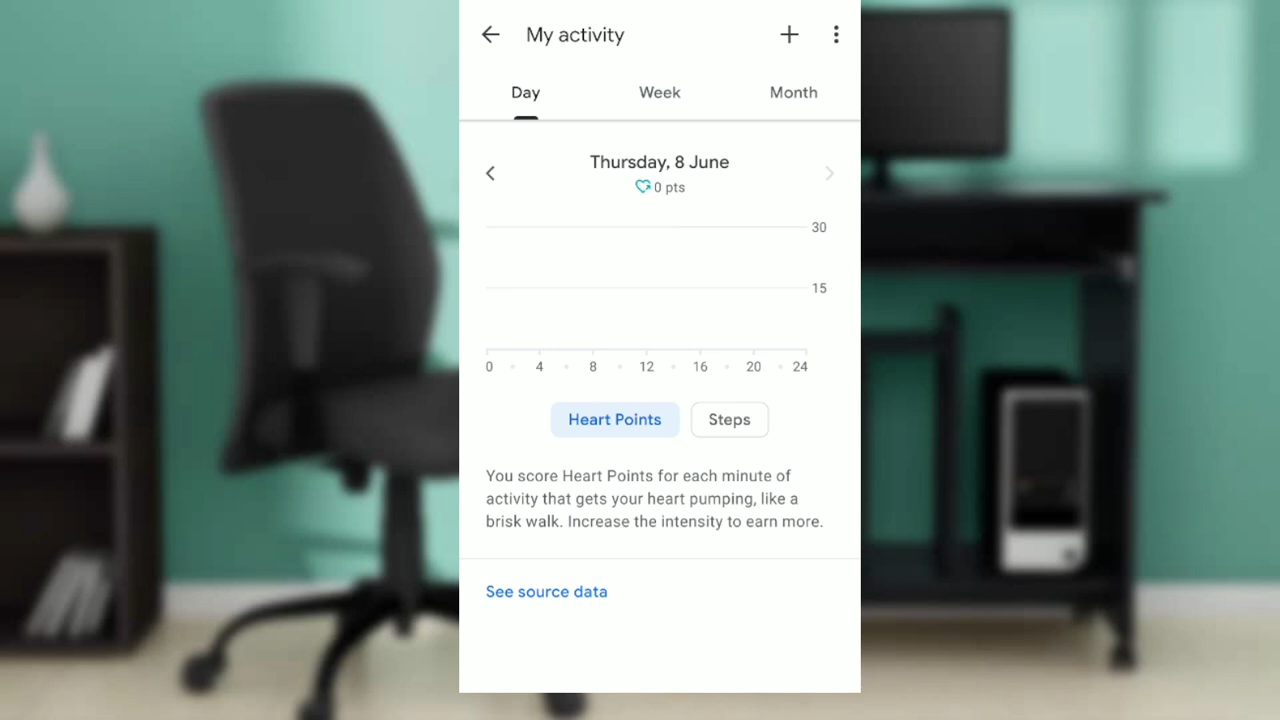 My activity
Day Week Month
Thursday, 8 June
0 pts
30
15
0 4 8 12 16 20 24
Heart Points Steps
You score Heart Points for each minute of
activity that gets your heart pumping, like a
brisk walk. Increase the intensity to earn more.
See source data